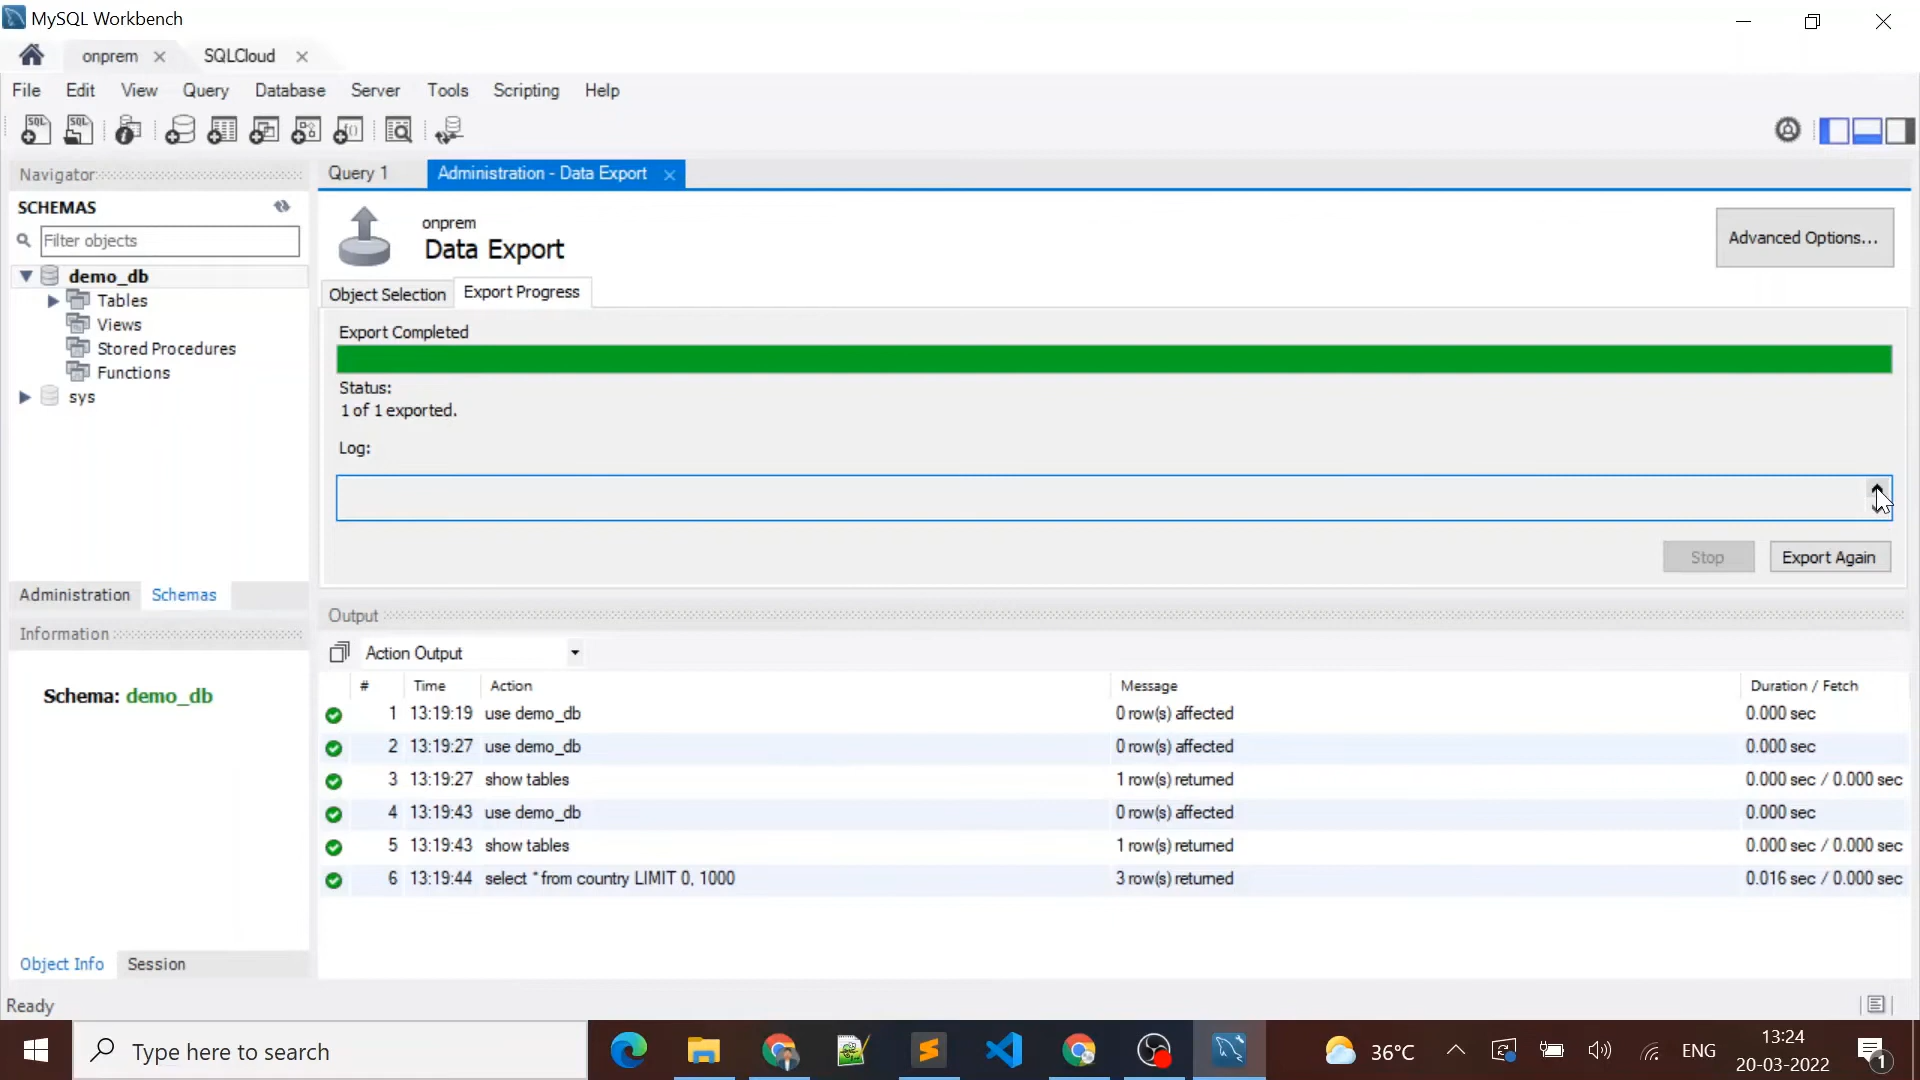 MySQL Workbench
onprem
SQLCloud
File Edit View Query Database Server Tools Scripting Help
Navigator
SCHEMAS
Filter objects
demo_db
Tables
Views
Stored Procedures
Functions
sys
Administration Schemas
Information
Schema: demo_db
Object Info Session
Query 1
Administration - Data Export
onprem
Data Export
Advanced Options...
Object Selection Export Progress
Export Completed
Status:
1 of 1 exported.
Log:
Stop Export Again
Output
Action Output
# Time Action Message Duration / Fetch
1 13:19:19 use demo_db 0 row(s) affected 0.000 sec
2 13:19:27 use demo_db 0 row(s) affected 0.000 sec
3 13:19:27 show tables 1 row(s) returned 0.000 sec / 0.000 sec
4 13:19:43 use demo_db 0 row(s) affected 0.000 sec
5 13:19:43 show tables 1 row(s) returned 0.000 sec / 0.000 sec
6 13:19:44 select * from country LIMIT 0, 1000 3 row(s) returned 0.016 sec / 0.000 sec
Ready
Type here to search
36°C
ENG
13:24
20-03-2022
1